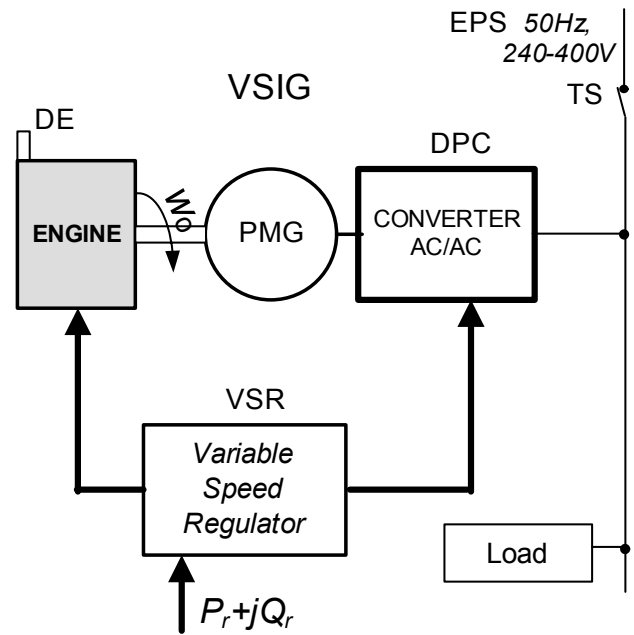 EPS 50Hz,
240-400V
VSIG
TS
DE
DPC
Wo
ENGINE
PMG
CONVERTER
AC/AC
VSR
Variable
Speed
Regulator
Load
Pr+jQr